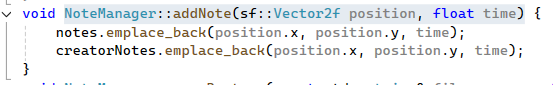 void NoteManager::addNote(sf::Vector2f position, float time) {
notes.emplace_back(position.x, position.y, time);
creatorNotes.emplace_back(position.x, position.y, time);
}